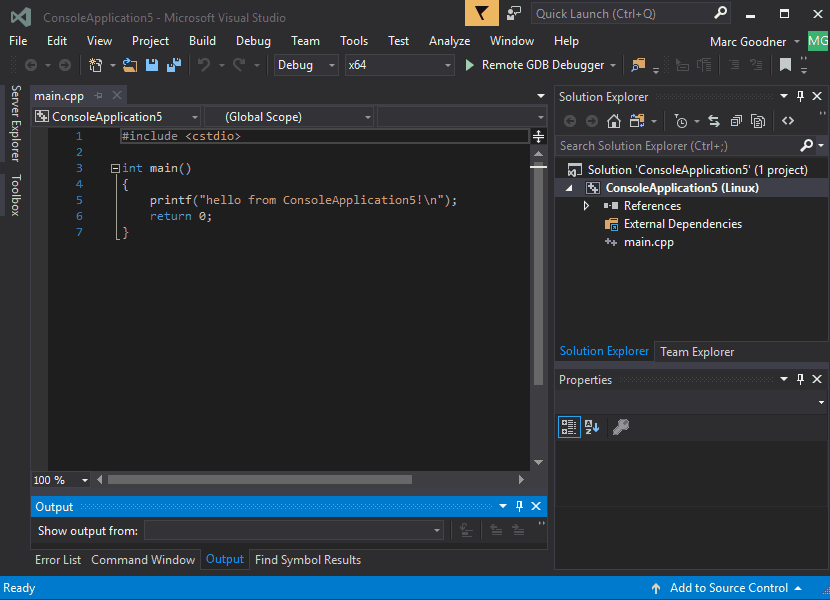 ConsoleApplication5 - Microsoft Visual Studio
Quick Launch (Ctrl+Q)
File Edit View Project Build Debug Team Tools Test Analyze Window Help Marc Goodner MG
Debug x64 Remote GDB Debugger
Server Explorer
Toolbox
main.cpp
ConsoleApplication5 (Global Scope)
1 #include <cstdio>
2
3 int main()
4 {
5 printf("hello from ConsoleApplication5!\n");
6 return 0;
7 }
100 %
Output
Show output from:
Error List Command Window Output Find Symbol Results
Solution Explorer
Search Solution Explorer (Ctrl+;)
Solution 'ConsoleApplication5' (1 project)
ConsoleApplication5 (Linux)
References
External Dependencies
main.cpp
Solution Explorer Team Explorer
Properties
Ready Add to Source Control